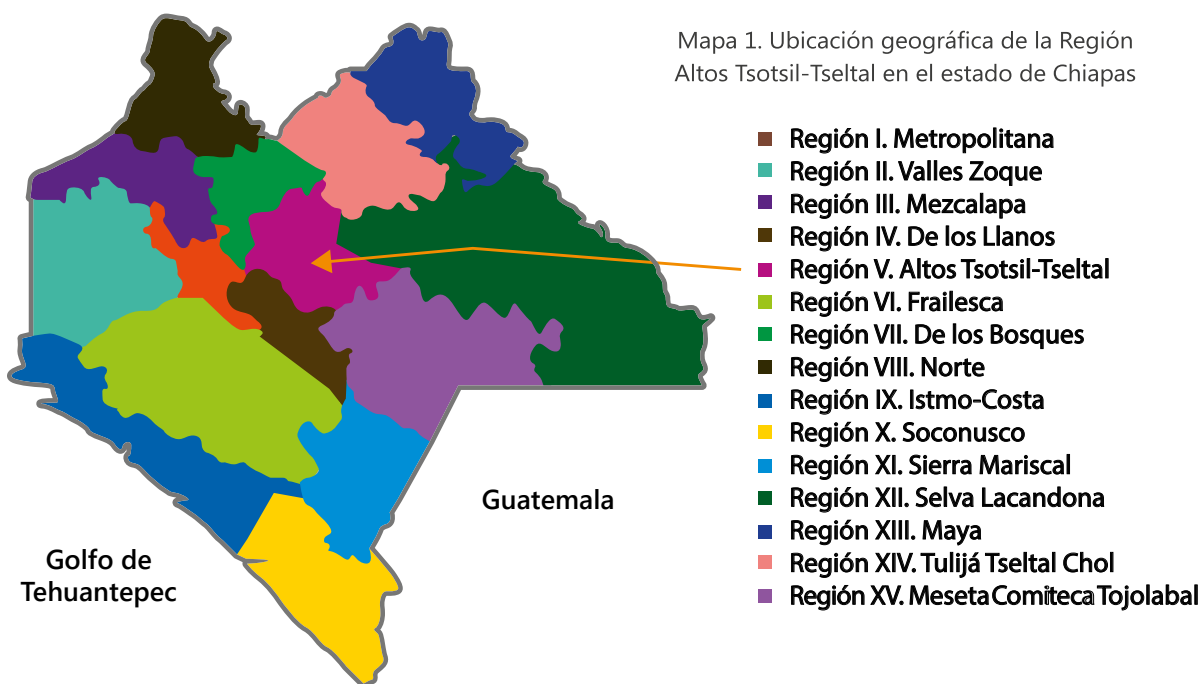 Mapa 1. Ubicación geográfica de la Región
Altos Tsotsil-Tseltal en el estado de Chiapas
Región I. Metropolitana
Región II. Valles Zoque
Región III. Mezcalapa
Región IV. De los Llanos
Región V. Altos Tsotsil-Tseltal
Región VI. Frailesca
Región VII. De los Bosques
Región VIII. Norte
Región IX. Istmo-Costa
Región X. Soconusco
Región XI. Sierra Mariscal
Región XII. Selva Lacandona
Región XIII. Maya
Región XIV. Tulijá Tseltal Chol
Región XV. Meseta Comiteca Tojolabal
Guatemala
Golfo de
Tehuantepec